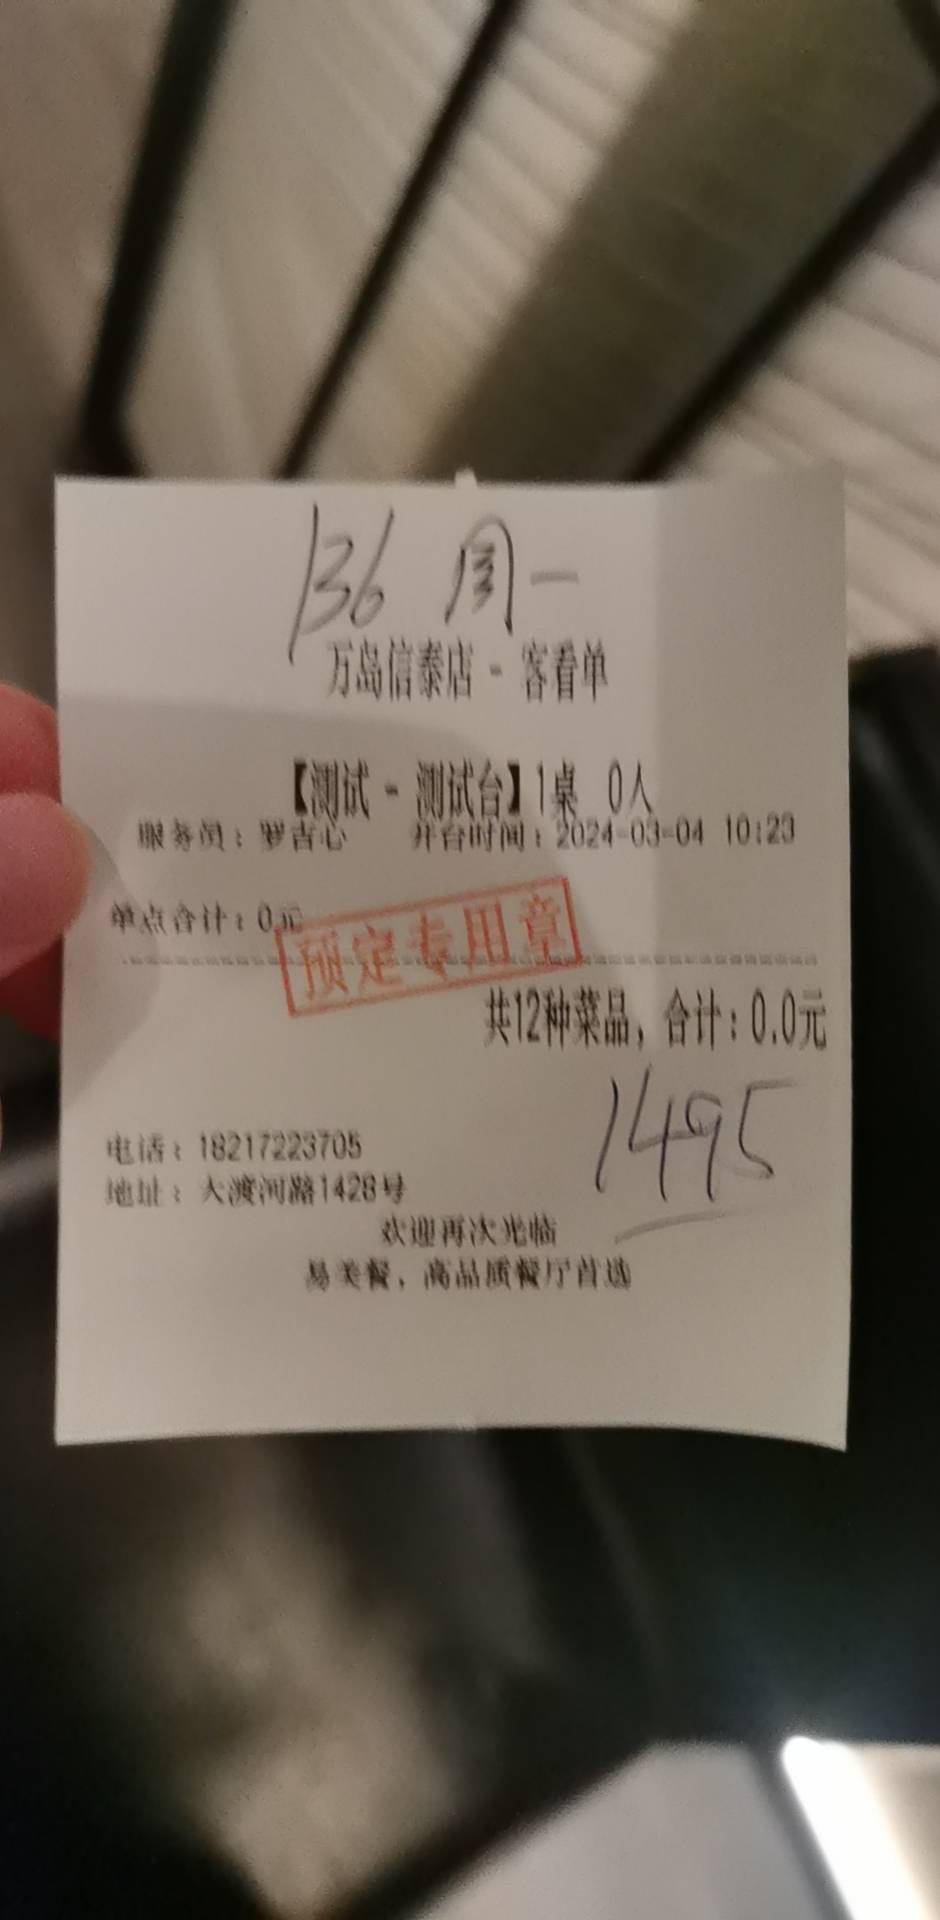 136 周一
万岛信泰店 - 客看单
【测试 - 测试台】1桌 0人
服务员：罗吉心 开台时间：2024-03-04 10:23
单点合计：0元
预定专用章
共12种菜品，合计：0.0元
1495
电话：18217223705
地址：大渡河路1428号
欢迎再次光临
易美餐，高品质餐厅首选